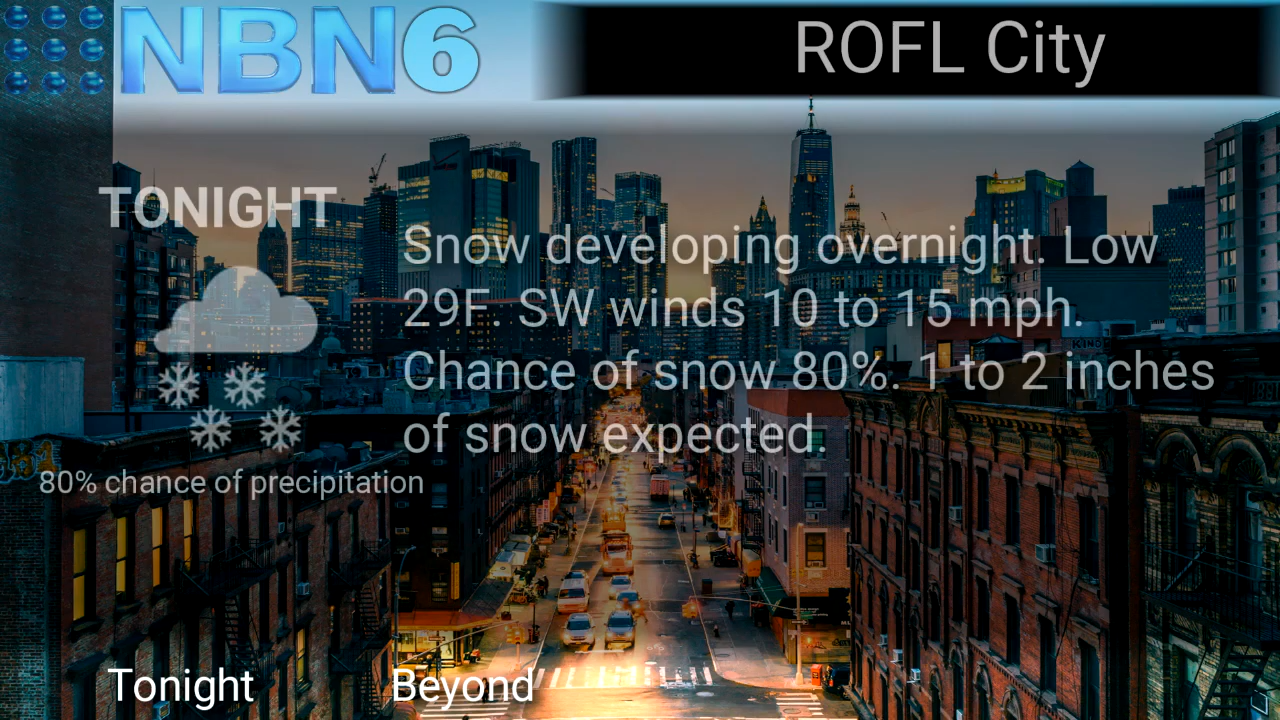 NBN6
ROFL City
TONIGHT
Snow developing overnight. Low
29F. SW winds 10 to 15 mph.
Chance of snow 80%. 1 to 2 inches
of snow expected.
80% chance of precipitation
Tonight
Beyond